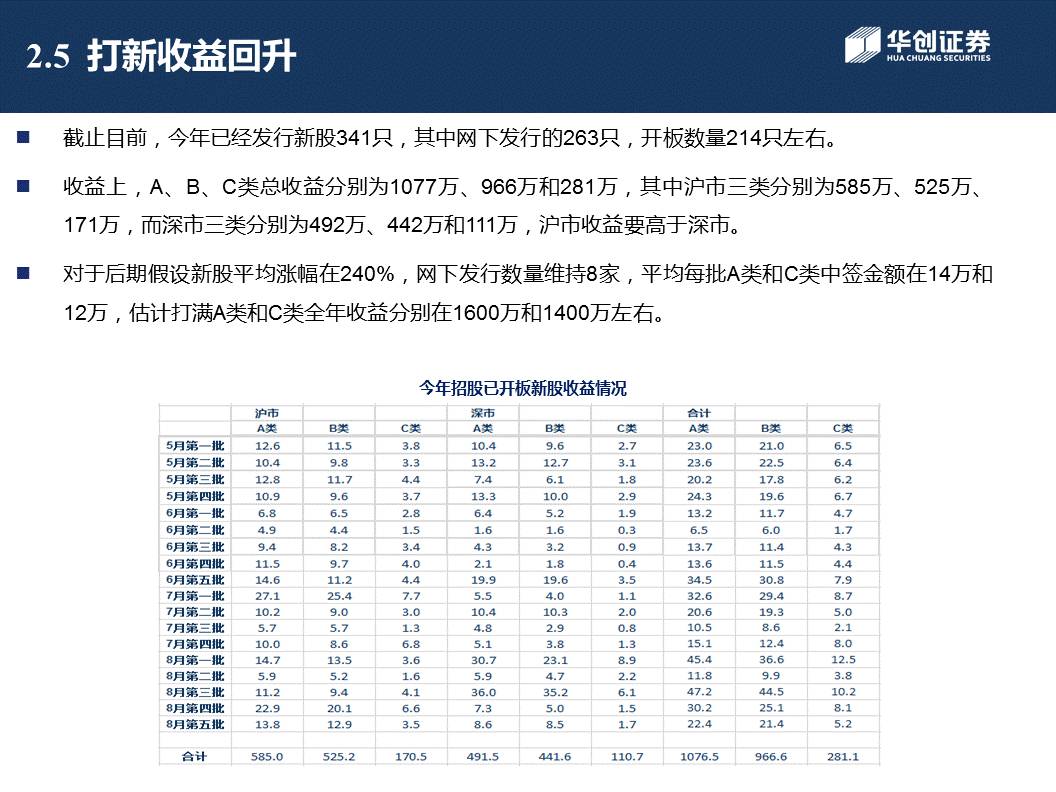 2.5 打新收益回升
华创证券
HUA CHUANG SECURITIES
■ 截止目前，今年已经发行新股341只，其中网下发行的263只，开板数量214只左右。
■ 收益上，A、B、C类总收益分别为1077万、966万和281万，其中沪市三类分别为585万、525万、
171万，而深市三类分别为492万、442万和111万，沪市收益要高于深市。
■ 对于后期假设新股平均涨幅在240%，网下发行数量维持8家，平均每批A类和C类中签金额在14万和
12万，估计打满A类和C类全年收益分别在1600万和1400万左右。
今年招股已开板新股收益情况
沪市 深市 合计
A类 B类 C类 A类 B类 C类 A类 B类 C类
5月第一批 12.6 11.5 3.8 10.4 9.6 2.7 23.0 21.0 6.5
5月第二批 10.4 9.8 3.3 13.2 12.7 3.1 23.6 22.5 6.4
5月第三批 12.8 11.7 4.4 7.4 6.1 1.8 20.2 17.8 6.2
5月第四批 10.9 9.6 3.7 13.3 10.0 2.9 24.3 19.6 6.7
6月第一批 6.8 6.5 2.8 6.4 5.2 1.9 13.2 11.7 4.7
6月第二批 4.9 4.4 1.5 1.6 1.6 0.3 6.5 6.0 1.7
6月第三批 9.4 8.2 3.4 4.3 3.2 0.9 13.7 11.4 4.3
6月第四批 11.5 9.7 4.0 2.1 1.8 0.4 13.6 11.5 4.4
6月第五批 14.6 11.2 4.4 19.9 19.6 3.5 34.5 30.8 7.9
7月第一批 27.1 25.4 7.7 5.5 4.0 1.1 32.6 29.4 8.7
7月第二批 10.2 9.0 3.0 10.4 10.3 2.0 20.6 19.3 5.0
7月第三批 5.7 5.7 1.3 4.8 2.9 0.8 10.5 8.6 2.1
7月第四批 10.0 8.6 6.8 5.1 3.8 1.3 15.1 12.4 8.0
8月第一批 14.7 13.5 3.6 30.7 23.1 8.9 45.4 36.6 12.5
8月第二批 5.9 5.2 1.6 5.9 4.7 2.2 11.8 9.9 3.8
8月第三批 11.2 9.4 4.1 36.0 35.2 6.1 47.2 44.5 10.2
8月第四批 22.9 20.1 6.6 7.3 5.0 1.5 30.2 25.1 8.1
8月第五批 13.8 12.9 3.5 8.6 8.5 1.7 22.4 21.4 5.2
合计 585.0 525.2 170.5 491.5 441.6 110.7 1076.5 966.6 281.1